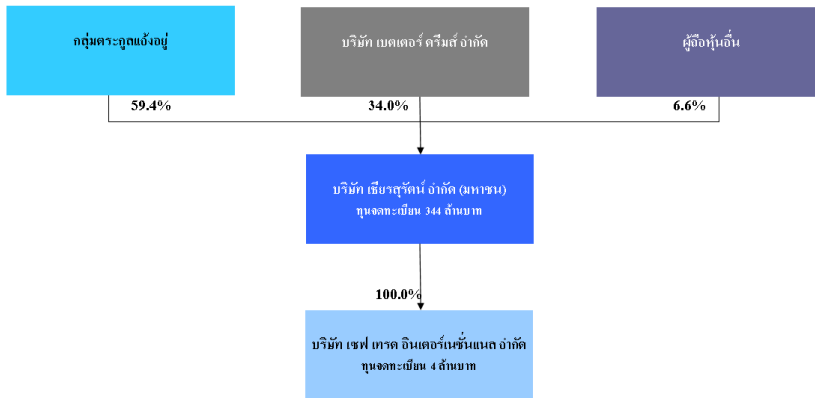 กลุ่มตระกูลแจ้งอยู่
บริษัท เบตเตอร์ ดรีมส์ จำกัด
ผู้ถือหุ้นอื่น
59.4%
34.0%
6.6%
บริษัท เธียรสุรัตน์ จำกัด (มหาชน)
ทุนจดทะเบียน 344 ล้านบาท
100.0%
บริษัท เซฟ เทรด อินเตอร์เนชั่นแนล จำกัด
ทุนจดทะเบียน 4 ล้านบาท